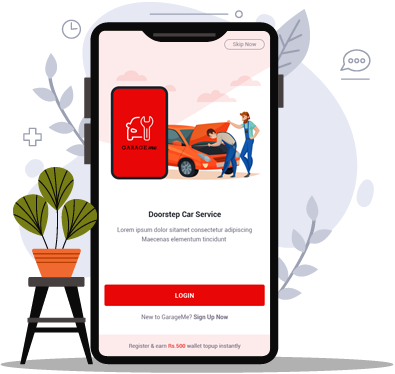 Skip Now
GARAGEME
Doorstep Car Service
Lorem ipsum dolor sitamet consectetur adipiscing
Maecenas elementum tincidunt
LOGIN
New to GarageMe? Sign Up Now
Register & earn Rs.500 wallet topup instantly